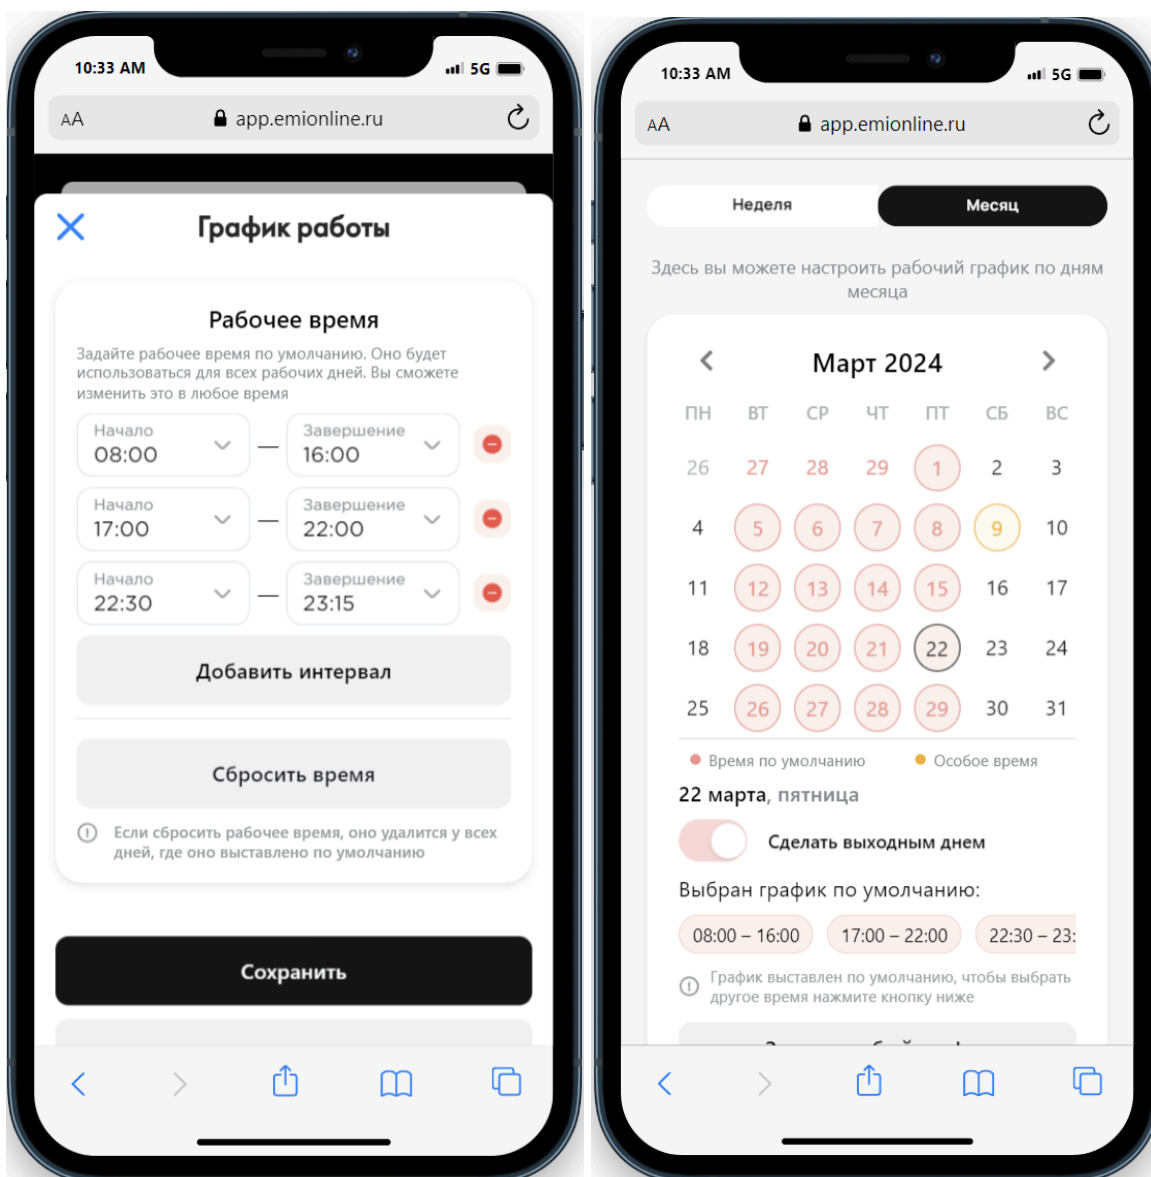 10:33 AM
5G
AA
app.emionline.ru
График работы
Рабочее время
Задайте рабочее время по умолчанию. Оно будет
использоваться для всех рабочих дней. Вы сможете
изменить это в любое время
Начало
08:00
—
Завершение
16:00
Начало
17:00
—
Завершение
22:00
Начало
22:30
—
Завершение
23:15
Добавить интервал
Сбросить время
Если сбросить рабочее время, оно удалится у всех
дней, где оно выставлено по умолчанию
Сохранить
10:33 AM
5G
AA
app.emionline.ru
Неделя
Месяц
Здесь вы можете настроить рабочий график по дням
месяца
Март 2024
ПН ВТ СР ЧТ ПТ СБ ВС
26 27 28 29 1 2 3
4 5 6 7 8 9 10
11 12 13 14 15 16 17
18 19 20 21 22 23 24
25 26 27 28 29 30 31
Время по умолчанию
Особое время
22 марта, пятница
Сделать выходным днем
Выбран график по умолчанию:
08:00 – 16:00
17:00 – 22:00
22:30 – 23:
График выставлен по умолчанию, чтобы выбрать
другое время нажмите кнопку ниже